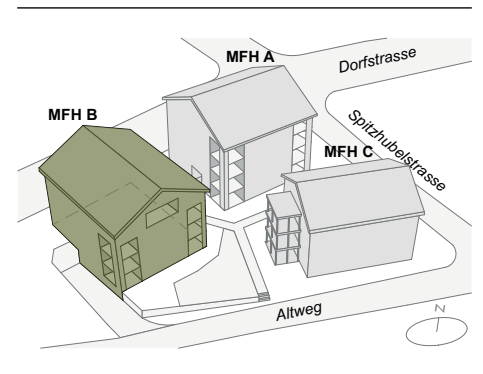 MFH A
Dorfstrasse
MFH B
Spitzhubelstrasse
MFH C
Altweg
N